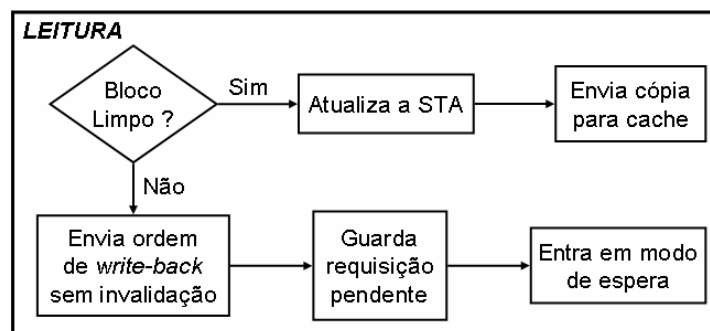 LEITURA
Bloco
Limpo ?
Sim
Atualiza a STA
Envia cópia
para cache
Não
Envia ordem
de write-back
sem invalidação
Guarda
requisição
pendente
Entra em modo
de espera